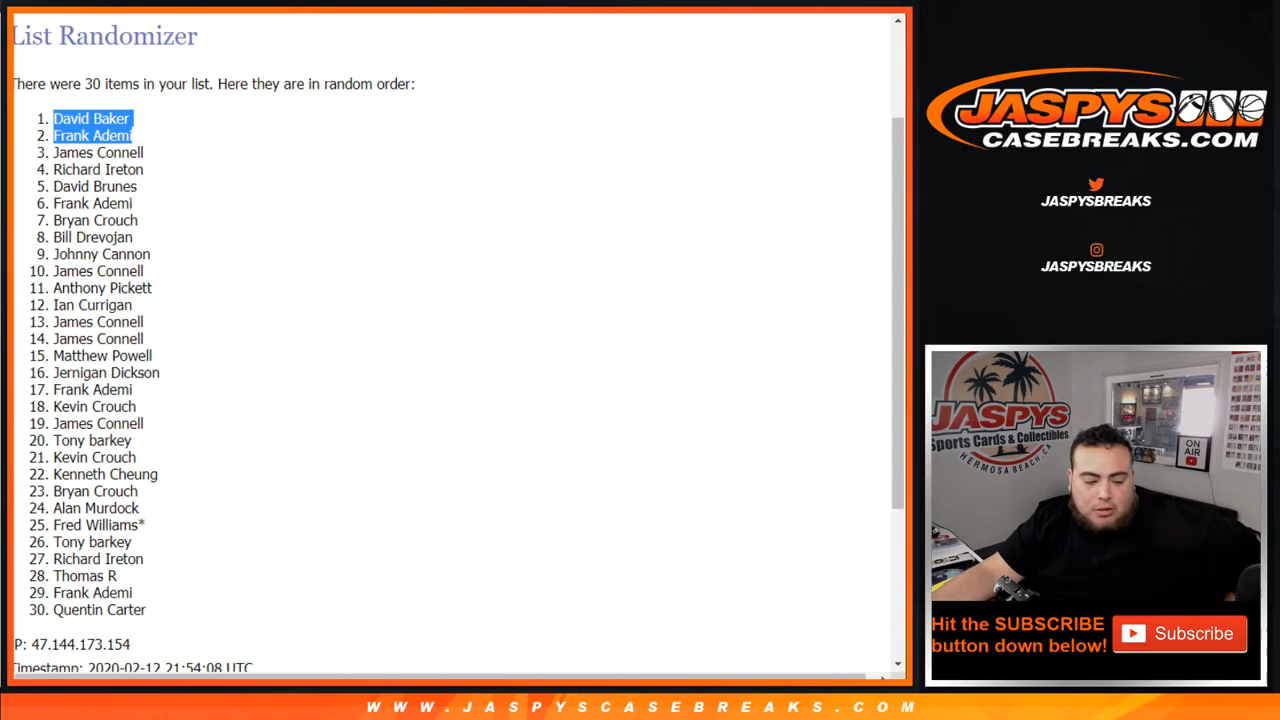 List Randomizer
There were 30 items in your list. Here they are in random order:
1. David Baker
2. Frank Ademi
3. James Connell
4. Richard Ireton
5. David Brunes
6. Frank Ademi
7. Bryan Crouch
8. Bill Drevojan
9. Johnny Cannon
10. James Connell
11. Anthony Pickett
12. Ian Currigan
13. James Connell
14. James Connell
15. Matthew Powell
16. Jernigan Dickson
17. Frank Ademi
18. Kevin Crouch
19. James Connell
20. Tony barkey
21. Kevin Crouch
22. Kenneth Cheung
23. Bryan Crouch
24. Alan Murdock
25. Fred Williams*
26. Tony barkey
27. Richard Ireton
28. Thomas R
29. Frank Ademi
30. Quentin Carter
P: 47.144.173.154
Timestamp: 2020-02-12 21:54:08 UTC
JASPYS
CASEBREAKS.COM
JASPYSBREAKS
JASPYSBREAKS
JASPYS
Sports Cards & Collectibles
HERMOSA BEACH, CA
ON
AIR
Hit the SUBSCRIBE
button down below!
Subscribe
WWW.JASPYSCASEBREAKS.COM